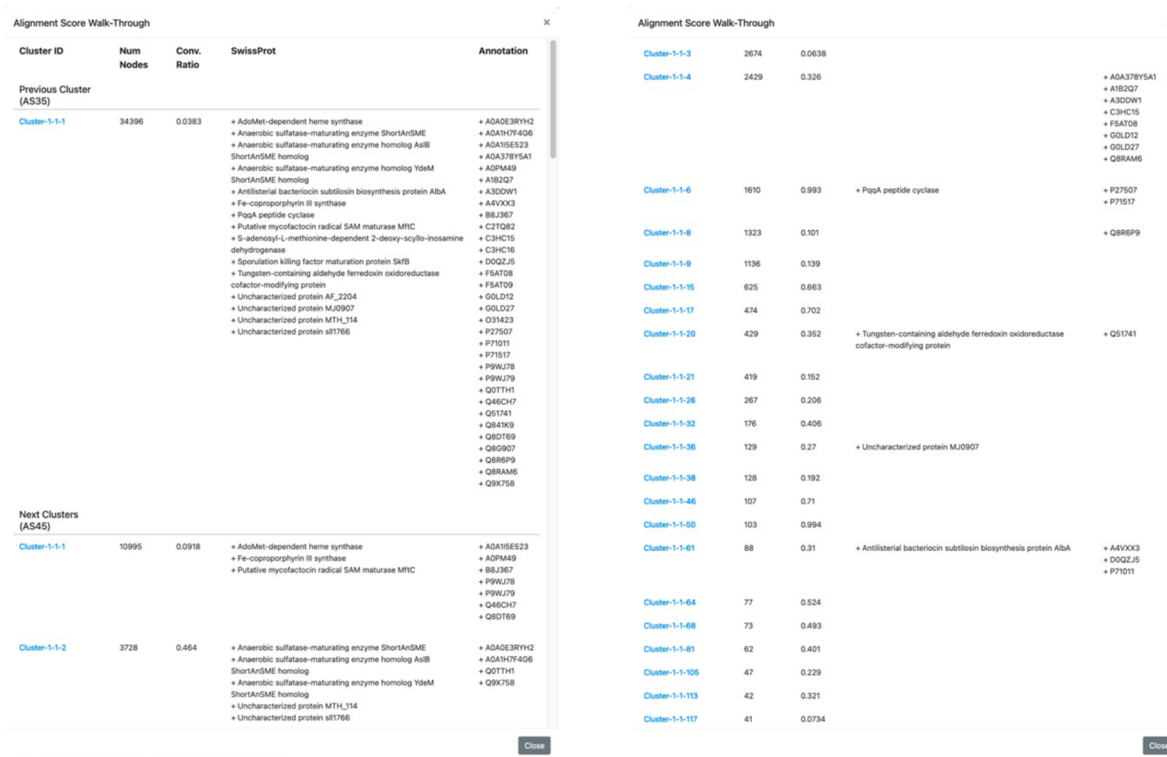 Alignment Score Walk-Through ×
Cluster ID Num Nodes Conv. Ratio SwissProt Annotation
Previous Cluster
(AS35)
Cluster-1-1-1 34396 0.0383 + AdoMet-dependent heme synthase + A0A0E3RYH2
+ Anaerobic sulfatase-maturating enzyme ShortAnSME + A0A1H7F4G6
+ Anaerobic sulfatase-maturating enzyme homolog AslB + A0A1I5E523
ShortAnSME homolog + A0A378Y5A1
+ Anaerobic sulfatase-maturating enzyme homolog YdeM + A0PM49
ShortAnSME homolog + A1B2Q7
+ Antilisterial bacteriocin subtilosin biosynthesis protein AlbA + A3DDW1
+ Fe-coproporphyrin III synthase + A4VXX3
+ PqqA peptide cyclase + B8J367
+ Putative mycofactocin radical SAM maturase MftC + C2TQ82
+ S-adenosyl-L-methionine-dependent 2-deoxy-scyllo-inosamine + C3HC15
dehydrogenase + C3HC16
+ Sporulation killing factor maturation protein SkfB + D0QZJ5
+ Tungsten-containing aldehyde ferredoxin oxidoreductase + F5AT08
cofactor-modifying protein + F5AT09
+ Uncharacterized protein AF_2204 + G0LD12
+ Uncharacterized protein MJ0907 + G0LD27
+ Uncharacterized protein MTH_114 + O31423
+ Uncharacterized protein sll1766 + P27507
+ P71011
+ P71517
+ P9WJ78
+ P9WJ79
+ Q0TTH1
+ Q46CH7
+ Q51741
+ Q841K9
+ Q8DT69
+ Q8G907
+ Q8R6P9
+ Q8RAM6
+ Q9X758
Next Clusters
(AS45)
Cluster-1-1-1 10995 0.0918 + AdoMet-dependent heme synthase + A0A1I5E523
+ Fe-coproporphyrin III synthase + A0PM49
+ Putative mycofactocin radical SAM maturase MftC + B8J367
+ P9WJ78
+ P9WJ79
+ Q46CH7
+ Q8DT69
Cluster-1-1-2 3728 0.464 + Anaerobic sulfatase-maturating enzyme ShortAnSME + A0A0E3RYH2
+ Anaerobic sulfatase-maturating enzyme homolog AslB + A0A1H7F4G6
ShortAnSME homolog + Q0TTH1
+ Anaerobic sulfatase-maturating enzyme homolog YdeM + Q9X758
ShortAnSME homolog
+ Uncharacterized protein MTH_114
+ Uncharacterized protein sll1766
Close
Alignment Score Walk-Through
Cluster-1-1-3 2674 0.0638
Cluster-1-1-4 2429 0.326 + A0A378Y5A1
+ A1B2Q7
+ A3DDW1
+ C3HC15
+ F5AT08
+ G0LD12
+ G0LD27
+ Q8RAM6
Cluster-1-1-6 1610 0.993 + PqqA peptide cyclase + P27507
+ P71517
Cluster-1-1-8 1323 0.101 + Q8R6P9
Cluster-1-1-9 1136 0.139
Cluster-1-1-15 625 0.663
Cluster-1-1-17 474 0.702
Cluster-1-1-20 429 0.352 + Tungsten-containing aldehyde ferredoxin oxidoreductase + Q51741
cofactor-modifying protein
Cluster-1-1-21 419 0.152
Cluster-1-1-26 267 0.206
Cluster-1-1-32 176 0.406
Cluster-1-1-36 129 0.27 + Uncharacterized protein MJ0907
Cluster-1-1-38 128 0.192
Cluster-1-1-46 107 0.71
Cluster-1-1-50 103 0.994
Cluster-1-1-61 88 0.31 + Antilisterial bacteriocin subtilosin biosynthesis protein AlbA + A4VXX3
+ D0QZJ5
+ P71011
Cluster-1-1-64 77 0.524
Cluster-1-1-68 73 0.493
Cluster-1-1-81 62 0.401
Cluster-1-1-105 47 0.229
Cluster-1-1-113 42 0.321
Cluster-1-1-117 41 0.0734
Close